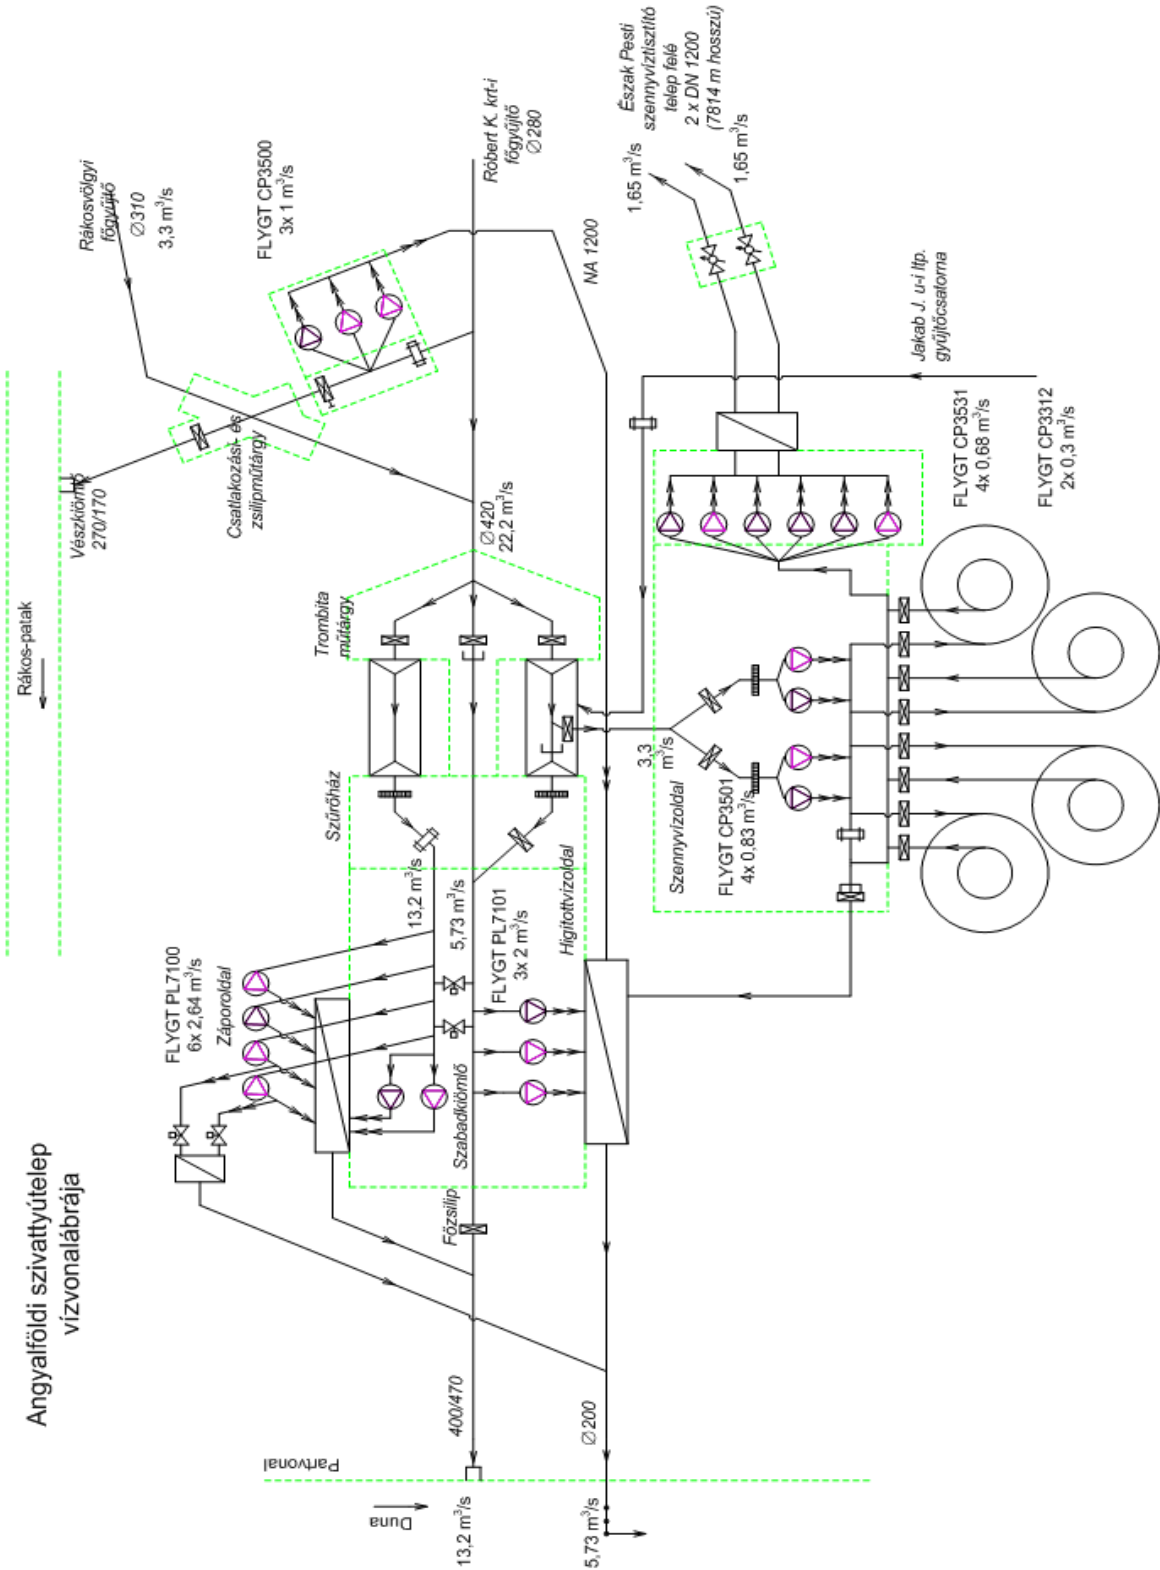 Angyalföldi szivattyútelep
vízvonalábrája
Rákos-patak
Vészkiömlő
270/170
Rákosvölgyi
főgyűjtő
∅310
3,3 m³/s
Csatlakozási- és
zsilipműtárgy
FLYGT CP3500
3x 1 m³/s
Róbert K. krt-i
főgyűjtő
∅280
NA 1200
Észak Pesti
szennyvíztisztító
telep felé
2 x DN 1200
(7814 m hosszú)
1,65 m³/s
1,65 m³/s
Jakab J. u-i ltp.
gyűjtőcsatorna
∅420
22,2 m³/s
Trombita
műtárgy
Szűrőház
13,2 m³/s
5,73 m³/s
FLYGT PL7100
6x 2,64 m³/s
Záporoldal
FLYGT PL7101
3x 2 m³/s
Higítottvízoldal
Szabadkiömlő
Főzsilip
3,3
m³/s
Szennyvízoldal
FLYGT CP3501
4x 0,83 m³/s
FLYGT CP3531
4x 0,68 m³/s
FLYGT CP3312
2x 0,3 m³/s
400/470
∅200
Partvonal
Duna
13,2 m³/s
5,73 m³/s